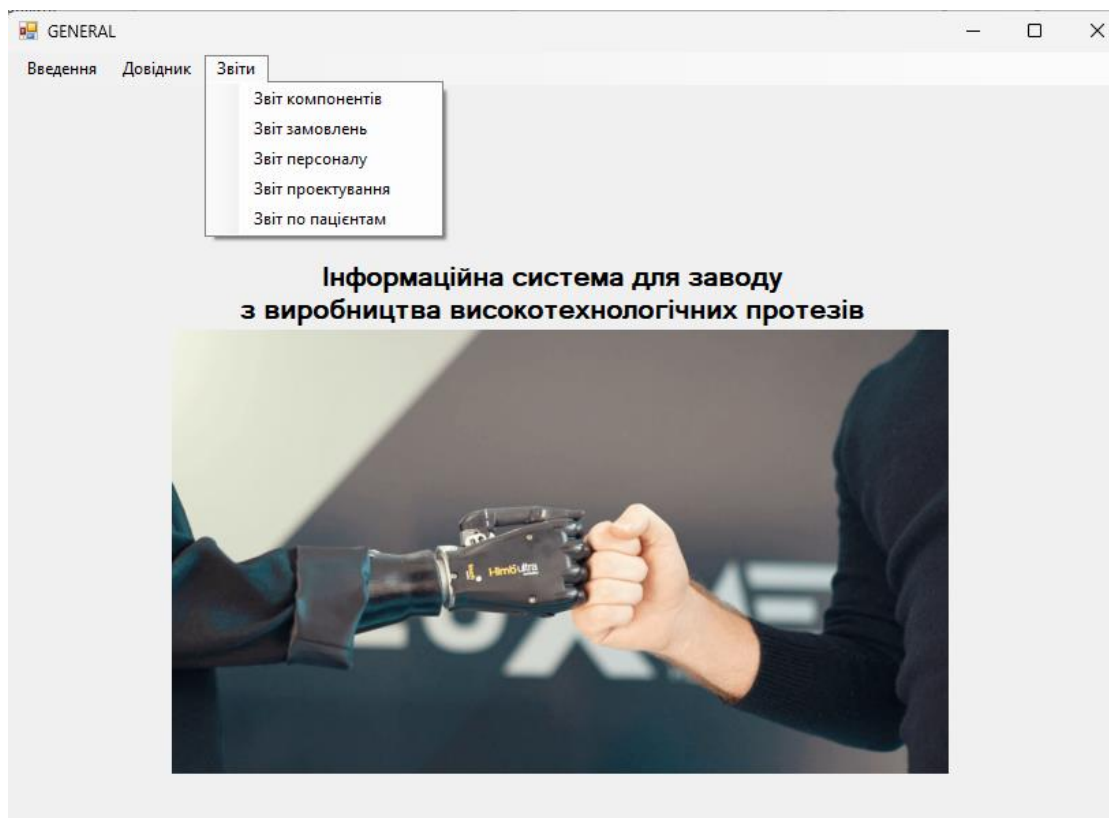 GENERAL
Введення Довідник Звіти
Звіт компонентів
Звіт замовлень
Звіт персоналу
Звіт проектування
Звіт по пацієнтам
Інформаційна система для заводу
з виробництва високотехнологічних протезів